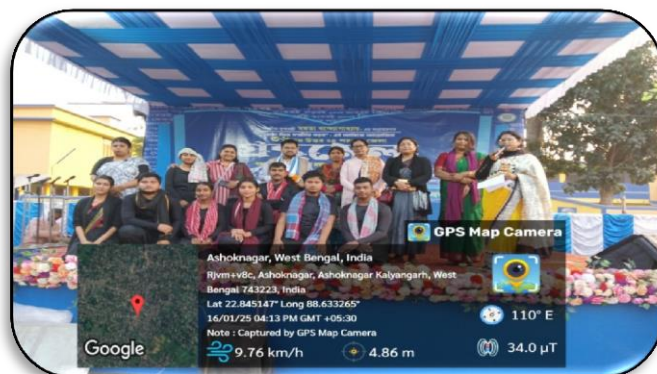 GPS Map Camera
Ashoknagar, West Bengal, India
Rjvm+v8c, Ashoknagar, Ashoknagar Kalyangarh, West
Bengal 743223, India
Lat 22.845147° Long 88.633265°
16/01/25 04:13 PM GMT +05:30
Note : Captured by GPS Map Camera
Google
9.76 km/h
4.86 m
110° E
34.0 µT